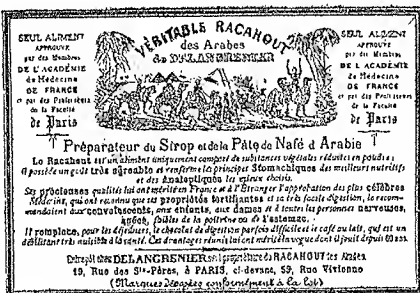 VÉRITABLE RACAHOUT
des Arabes
de DELANGRENIER
SEUL ALIMENT
APPROUVÉ
par des Membres
DE L'ACADÉMIE
de Médecine
DE FRANCE
et par des Professeurs
de la Faculté
de Paris
SEUL ALIMENT
APPROUVÉ
par des Membres
DE L'ACADÉMIE
de Médecine
DE FRANCE
et par des Professeurs
de la Faculté
de Paris
Préparateur du Sirop et de la Pâte de Nafé d'Arabie
Le Racahout est un aliment uniquement composé de substances végétales réduites en poudre;
il possède un goût très agréable et renferme les principes Stomachiques des meilleurs nutritifs
et des Analeptiques les mieux choisis.
Ses précieuses qualités lui ont mérité en France et à l'Étranger l'approbation des plus célèbres
Médecins, qui ont reconnu que ses propriétés fortifiantes et sa très facile digestion, le recom-
mandaient aux convalescents, aux enfants, aux dames et à toutes les personnes nerveuses,
âgées, faibles de la poitrine ou de l'estomac.
Il remplace, pour les déjeuners, le chocolat de digestion parfois difficile et le café au lait, qui est un
débilitant très nuisible à la santé. Ces avantages réunis lui ont mérité la vogue dont il jouit depuis 60 ans.
Entrepôt chez DELANGRENIER seul propriétaire du RACAHOUT des Arabes
19, Rue des Sts-Pères, à PARIS, ci-devant, 53, Rue Vivienne
(Marques Déposées conformément à la loi)